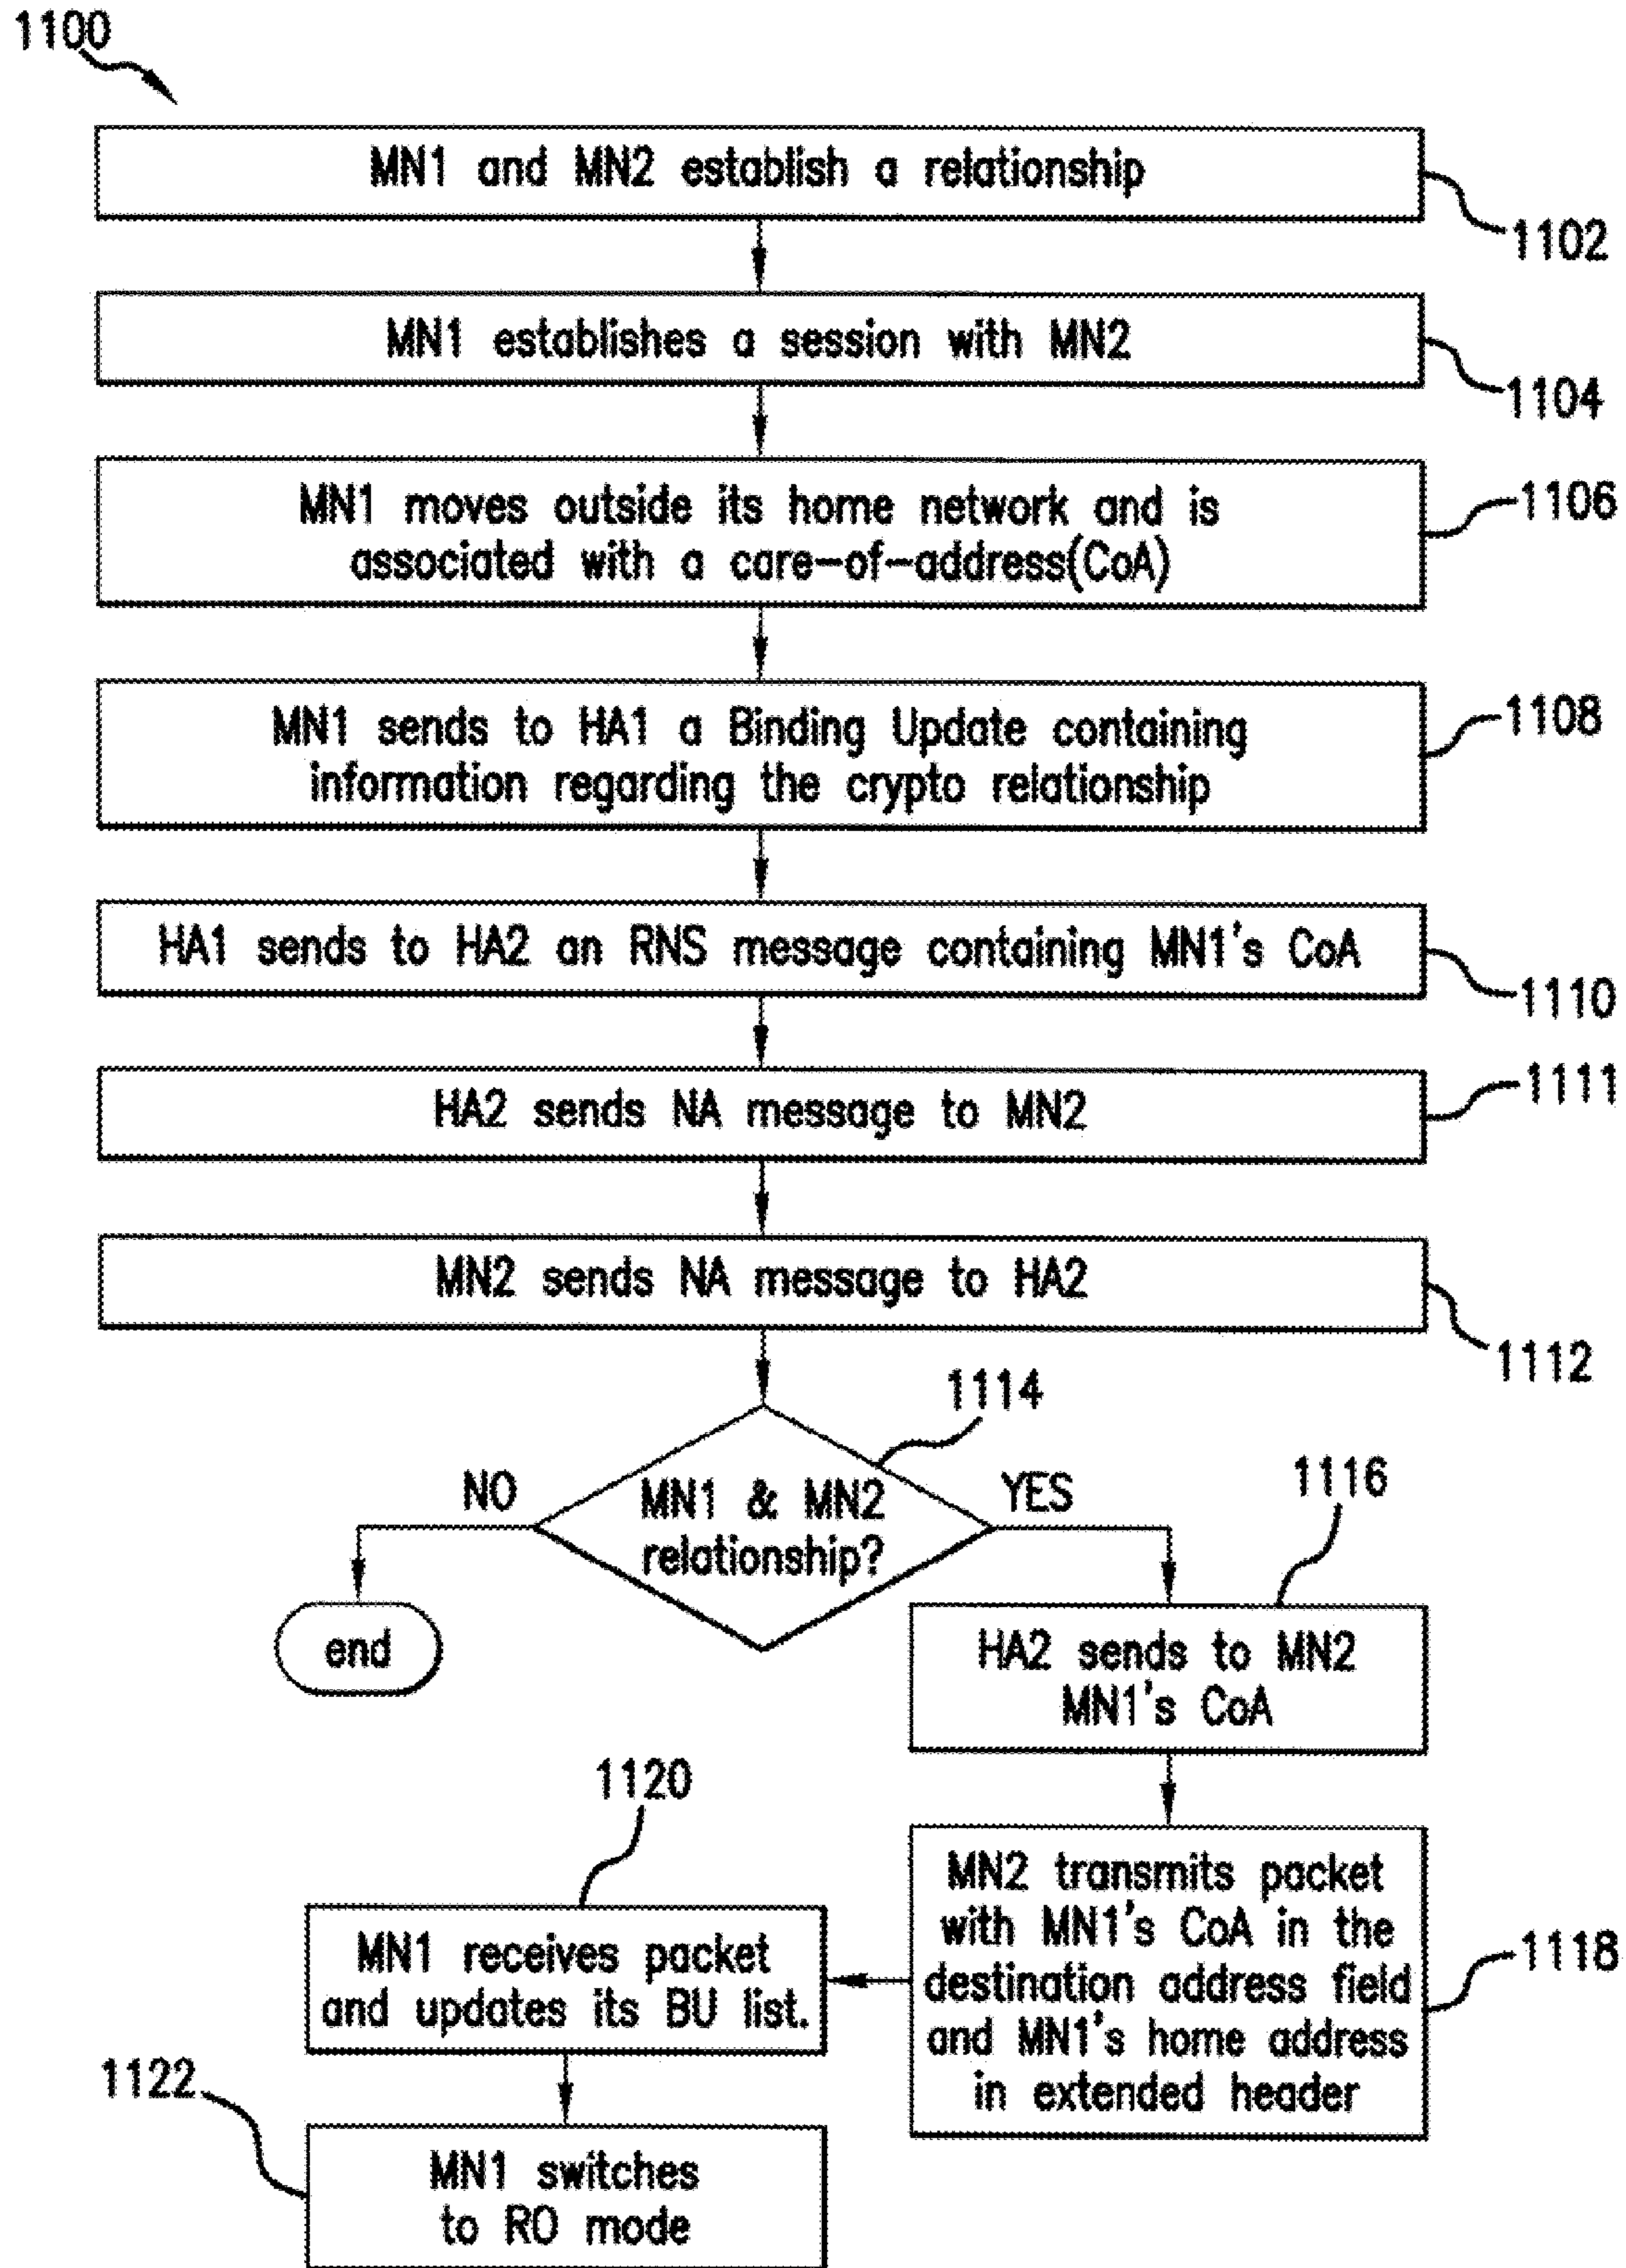 1100
MN1 and MN2 establish a relationship
1102
MN1 establishes a session with MN2
1104
MN1 moves outside its home network and is
associated with a care-of-address(CoA)
1106
MN1 sends to HA1 a Binding Update containing
information regarding the crypto relationship
1108
HA1 sends to HA2 an RNS message containing MN1's CoA
1110
HA2 sends NA message to MN2
1111
MN2 sends NA message to HA2
1112
1114
NO
MN1 & MN2
relationship?
YES
end
1116
HA2 sends to MN2
MN1's CoA
MN2 transmits packet
with MN1's CoA in the
destination address field
and MN1's home address
in extended header
1118
1120
MN1 receives packet
and updates its BU list.
1122
MN1 switches
to RO mode